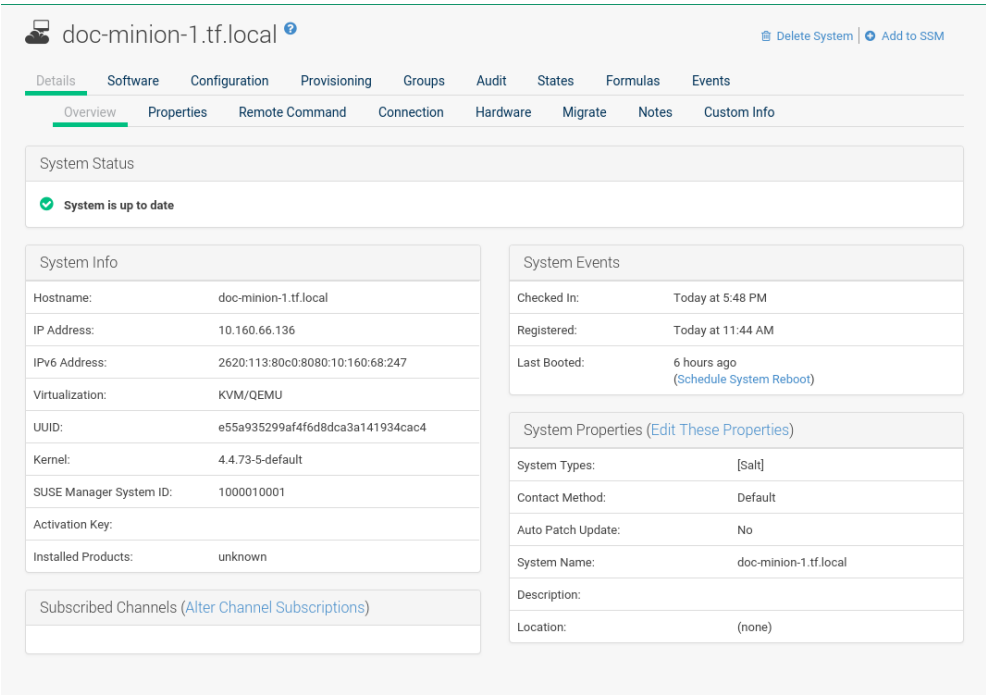 doc-minion-1.tf.local ?
Delete System | Add to SSM
Details Software Configuration Provisioning Groups Audit States Formulas Events
Overview Properties Remote Command Connection Hardware Migrate Notes Custom Info
System Status
System is up to date
System Info
Hostname: doc-minion-1.tf.local
IP Address: 10.160.66.136
IPv6 Address: 2620:113:80c0:8080:10:160:68:247
Virtualization: KVM/QEMU
UUID: e55a935299af4f6d8dca3a141934cac4
Kernel: 4.4.73-5-default
SUSE Manager System ID: 1000010001
Activation Key:
Installed Products: unknown
Subscribed Channels (Alter Channel Subscriptions)
System Events
Checked In: Today at 5:48 PM
Registered: Today at 11:44 AM
Last Booted: 6 hours ago
(Schedule System Reboot)
System Properties (Edit These Properties)
System Types: [Salt]
Contact Method: Default
Auto Patch Update: No
System Name: doc-minion-1.tf.local
Description:
Location: (none)